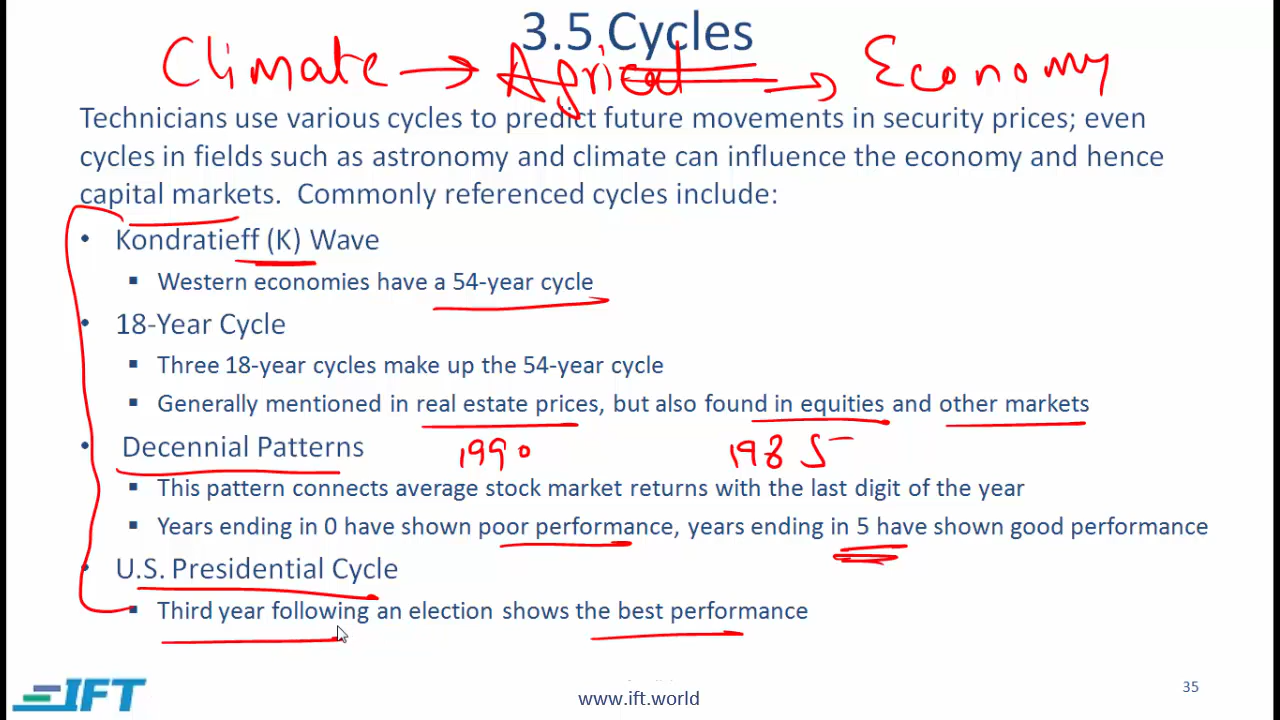 3.5 Cycles
Climate → Agricul → Economy
Technicians use various cycles to predict future movements in security prices; even
cycles in fields such as astronomy and climate can influence the economy and hence
capital markets. Commonly referenced cycles include:
• Kondratieff (K) Wave
▪ Western economies have a 54-year cycle
• 18-Year Cycle
▪ Three 18-year cycles make up the 54-year cycle
▪ Generally mentioned in real estate prices, but also found in equities and other markets
• Decennial Patterns 1990 1985
▪ This pattern connects average stock market returns with the last digit of the year
▪ Years ending in 0 have shown poor performance, years ending in 5 have shown good performance
• U.S. Presidential Cycle
▪ Third year following an election shows the best performance
IFT
www.ift.world
35